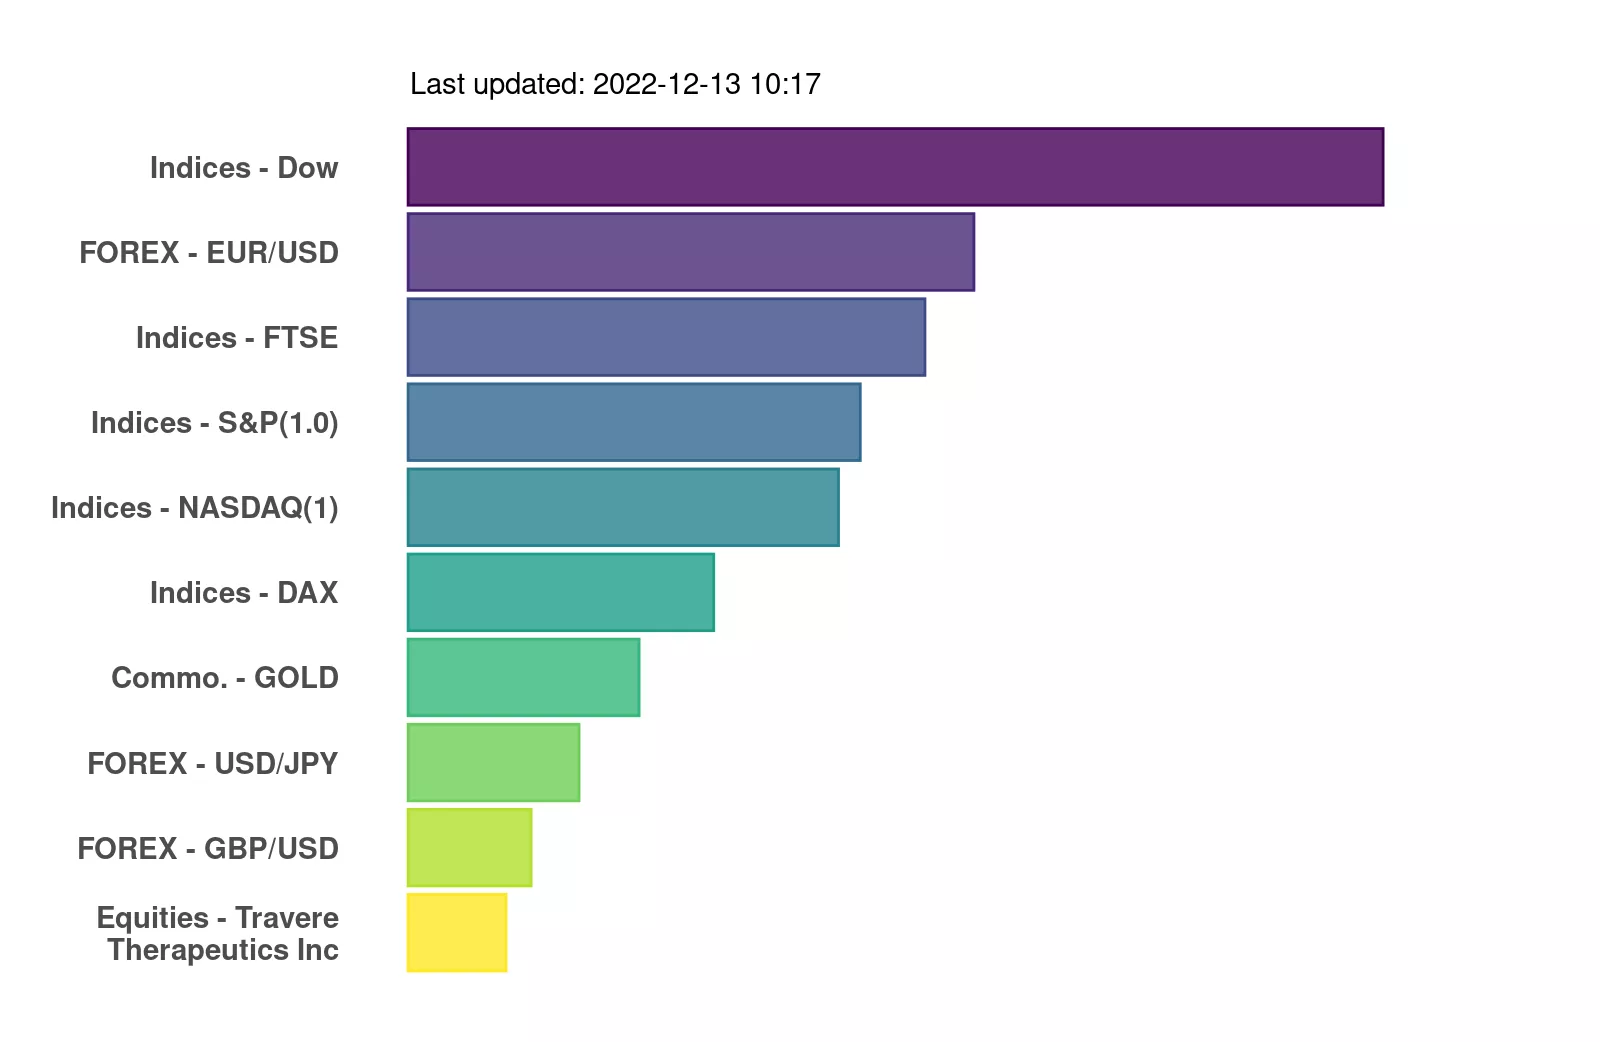 Last updated: 2022-12-13 10:17
Indices - Dow
FOREX - EUR/USD
Indices - FTSE
Indices - S&P(1.0)
Indices - NASDAQ(1)
Indices - DAX
Commo. - GOLD
FOREX - USD/JPY
FOREX - GBP/USD
Equities - Travere
Therapeutics Inc